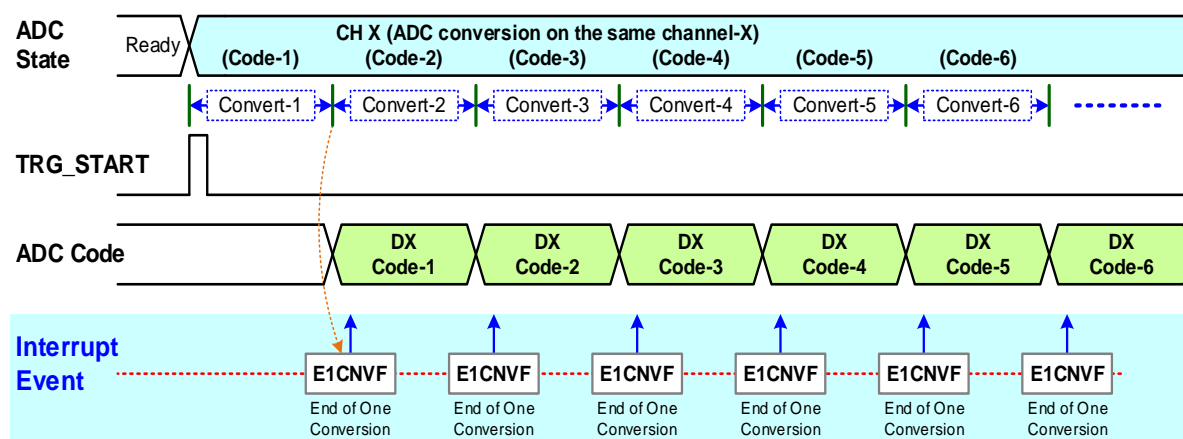 ADC
State
Ready
CH X (ADC conversion on the same channel-X)
(Code-1) (Code-2) (Code-3) (Code-4) (Code-5) (Code-6)
Convert-1 Convert-2 Convert-3 Convert-4 Convert-5 Convert-6
TRG_START
ADC Code
DX DX DX DX DX DX
Code-1 Code-2 Code-3 Code-4 Code-5 Code-6
Interrupt
Event
E1CNVF E1CNVF E1CNVF E1CNVF E1CNVF E1CNVF
End of One End of One End of One End of One End of One End of One
Conversion Conversion Conversion Conversion Conversion Conversion